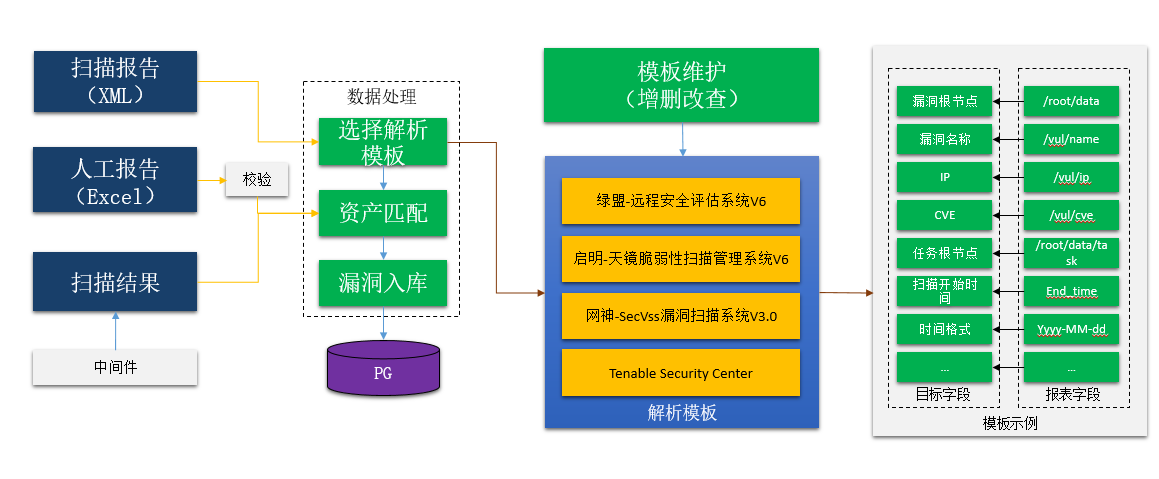 扫描报告
（XML）
人工报告
（Excel）
校验
扫描结果
中间件
数据处理
选择解析
模板
资产匹配
漏洞入库
PG
模板维护
（增删改查）
绿盟-远程安全评估系统V6
启明-天镜脆弱性扫描管理系统V6
网神-SecVss漏洞扫描系统V3.0
Tenable Security Center
解析模板
漏洞根节点
/root/data
漏洞名称
/vul/name
IP
/vul/ip
CVE
/vul/cve
任务根节点
/root/data/ta
sk
扫描开始时
间
End_time
时间格式
Yyyy-MM-dd
...
...
目标字段
报表字段
模板示例